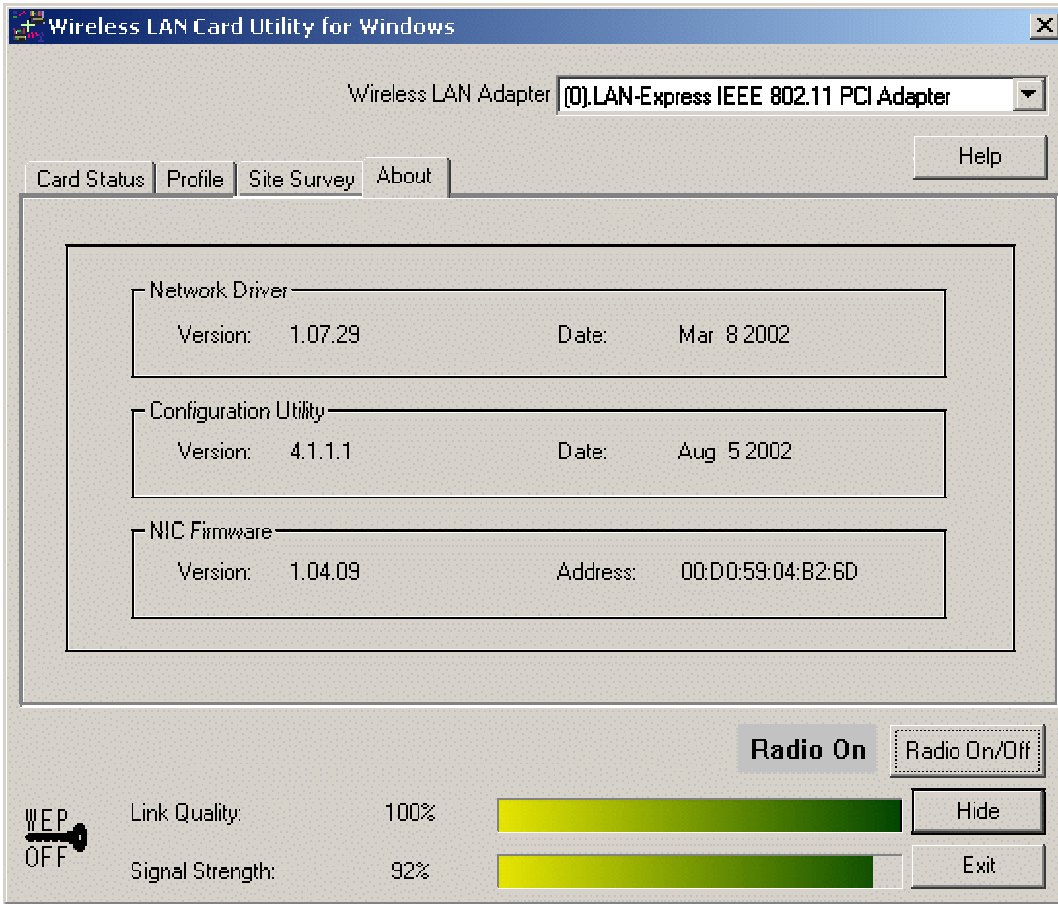 Wireless LAN Card Utility for Windows
Wireless LAN Adapter (0).LAN-Express IEEE 802.11 PCI Adapter
Help
Card Status Profile Site Survey About
Network Driver
Version: 1.07.29 Date: Mar 8 2002
Configuration Utility
Version: 4.1.1.1 Date: Aug 5 2002
NIC Firmware
Version: 1.04.09 Address: 00:D0:59:04:B2:6D
Radio On Radio On/Off
WEP
OFF
Link Quality: 100% Hide
Signal Strength: 92% Exit